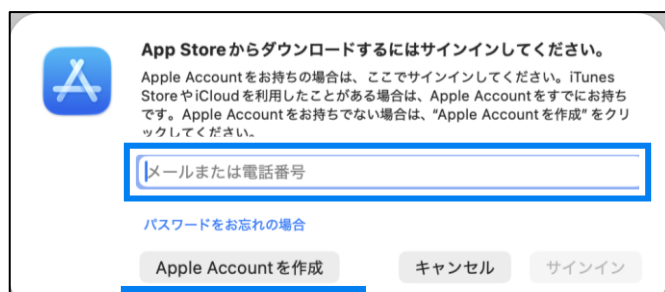 App Storeからダウンロードするにはサインインしてください。
Apple Accountをお持ちの場合は、ここでサインインしてください。iTunes
StoreやiCloudを利用したことがある場合は、Apple Accountをすでにお持ち
です。Apple Accountをお持ちでない場合は、“Apple Accountを作成” をクリ
ックしてください。
メールまたは電話番号
パスワードをお忘れの場合
Apple Accountを作成 キャンセル サインイン